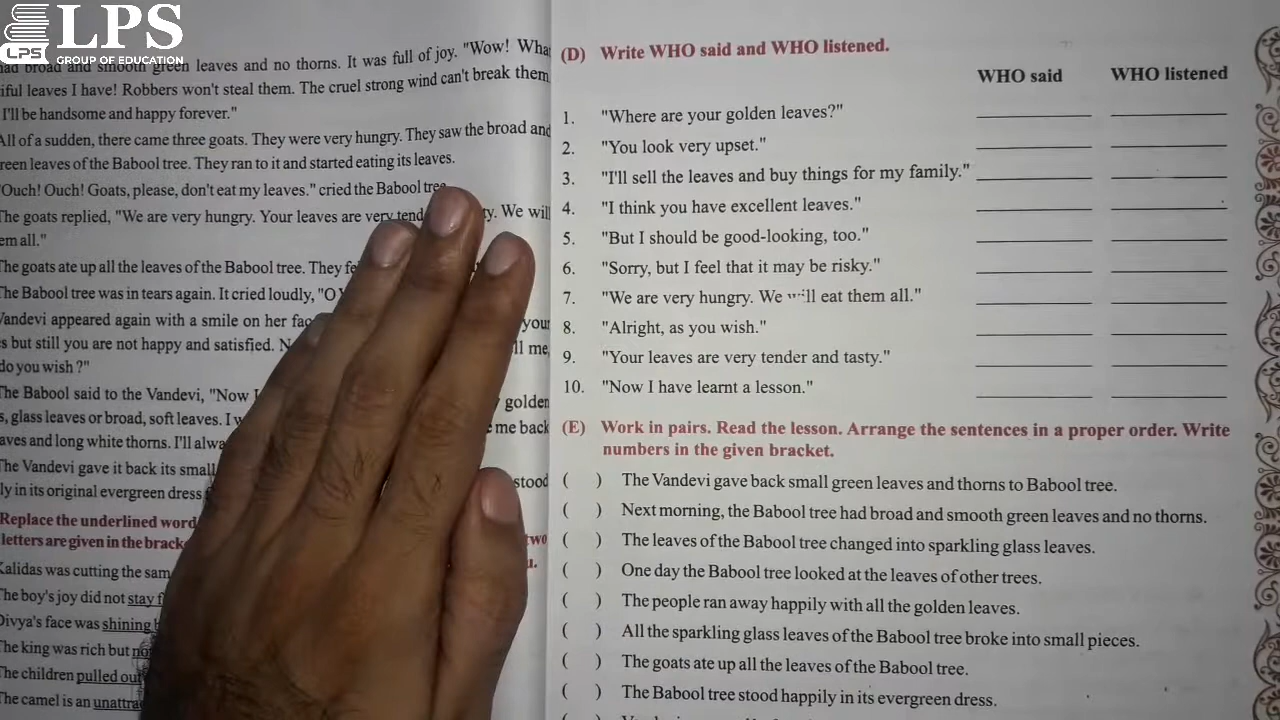 LPS
LPS
GROUP OF EDUCATION
had broad and smooth green leaves and no thorns. It was full of joy. "Wow! Wha
iful leaves I have! Robbers won't steal them. The cruel strong wind can't break them
I'll be handsome and happy forever."
All of a sudden, there came three goats. They were very hungry. They saw the broad and
reen leaves of the Babool tree. They ran to it and started eating its leaves.
"Ouch! Ouch! Goats, please, don't eat my leaves." cried the Babool tree
The goats replied, "We are very hungry. Your leaves are very tend ty. We will
em all."
The goats ate up all the leaves of the Babool tree. They fe
The Babool tree was in tears again. It cried loudly, "O
Vandevi appeared again with a smile on her fac your
s but still you are not happy and satisfied. N ll me
do you wish ?"
The Babool said to the Vandevi, "Now I golden
s, glass leaves or broad, soft leaves. I w me back
aves and long white thorns. I'll alwa
The Vandevi gave it back its small stood
ly in its original evergreen dress
Replace the underlined word two
letters are given in the brack u.
Kalidas was cutting the sam
The boy's joy did not stay f
Divya's face was shining b
The king was rich but no
The children pulled out
The camel is an unattra
(D) Write WHO said and WHO listened.
WHO said WHO listened
1. "Where are your golden leaves?"
2. "You look very upset."
3. "I'll sell the leaves and buy things for my family."
4. "I think you have excellent leaves."
5. "But I should be good-looking, too."
6. "Sorry, but I feel that it may be risky."
7. "We are very hungry. We will eat them all."
8. "Alright, as you wish."
9. "Your leaves are very tender and tasty."
10. "Now I have learnt a lesson."
(E) Work in pairs. Read the lesson. Arrange the sentences in a proper order. Write
numbers in the given bracket.
( ) The Vandevi gave back small green leaves and thorns to Babool tree.
( ) Next morning, the Babool tree had broad and smooth green leaves and no thorns.
( ) The leaves of the Babool tree changed into sparkling glass leaves.
( ) One day the Babool tree looked at the leaves of other trees.
( ) The people ran away happily with all the golden leaves.
( ) All the sparkling glass leaves of the Babool tree broke into small pieces.
( ) The goats ate up all the leaves of the Babool tree.
( ) The Babool tree stood happily in its evergreen dress.